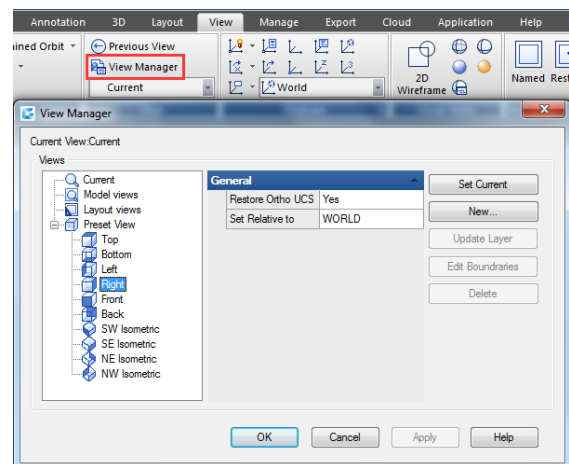 Annotation 3D Layout View Manage Export Cloud Application Help
ined Orbit Previous View
View Manager
Current World 2D Wireframe Named Rest
View Manager
Current View:Current
Views
Current
Model views
Layout views
Preset View
Top
Bottom
Left
Right
Front
Back
SW Isometric
SE Isometric
NE Isometric
NW Isometric
General
Restore Ortho UCS Yes
Set Relative to WORLD
Set Current
New...
Update Layer
Edit Boundraries
Delete
OK Cancel Apply Help